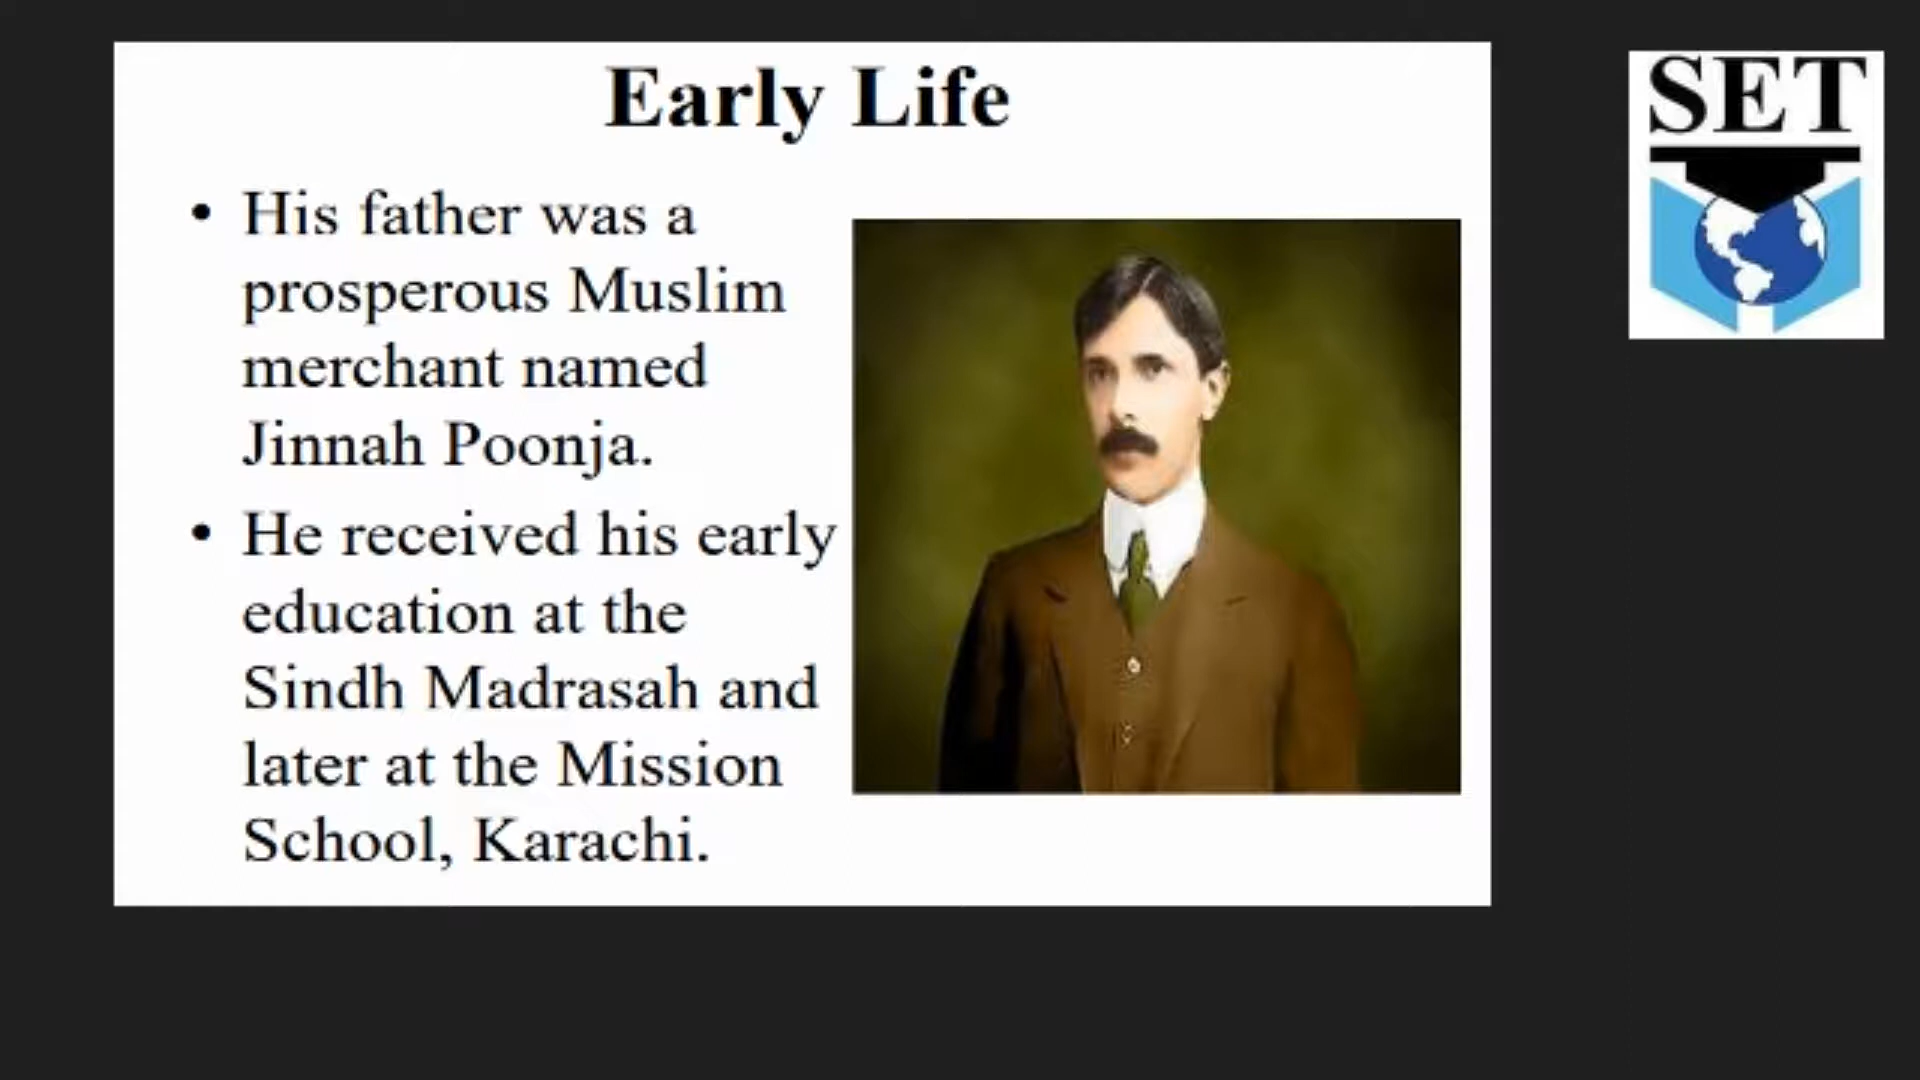 Early Life
• His father was a
prosperous Muslim
merchant named
Jinnah Poonja.
• He received his early
education at the
Sindh Madrasah and
later at the Mission
School, Karachi.
SET